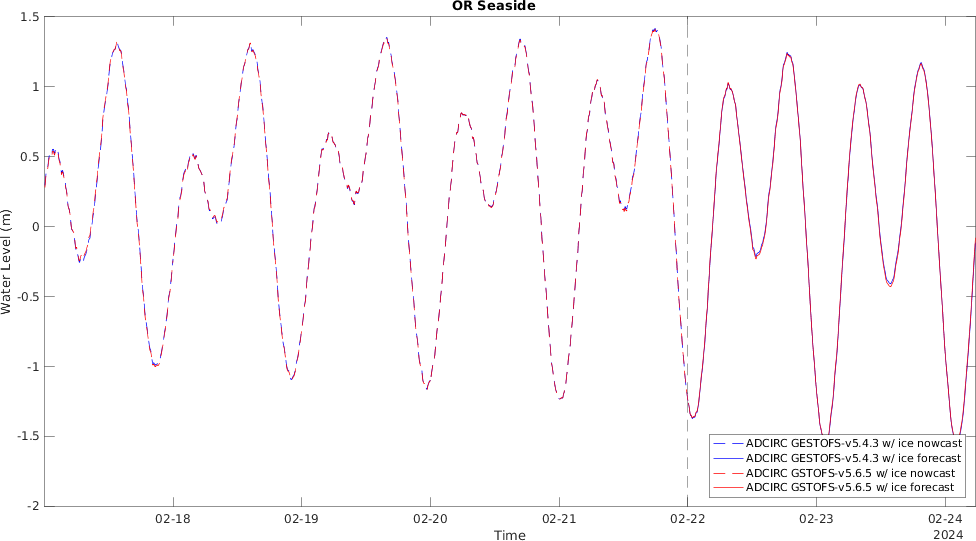 OR Seaside
1.5
1
0.5
0
-0.5
-1
-1.5
-2
Water Level (m)
02-18
02-19
02-20
02-21
02-22
02-23
02-24
2024
Time
ADCIRC GESTOFS-v5.4.3 w/ ice nowcast
ADCIRC GESTOFS-v5.4.3 w/ ice forecast
ADCIRC GSTOFS-v5.6.5 w/ ice nowcast
ADCIRC GSTOFS-v5.6.5 w/ ice forecast